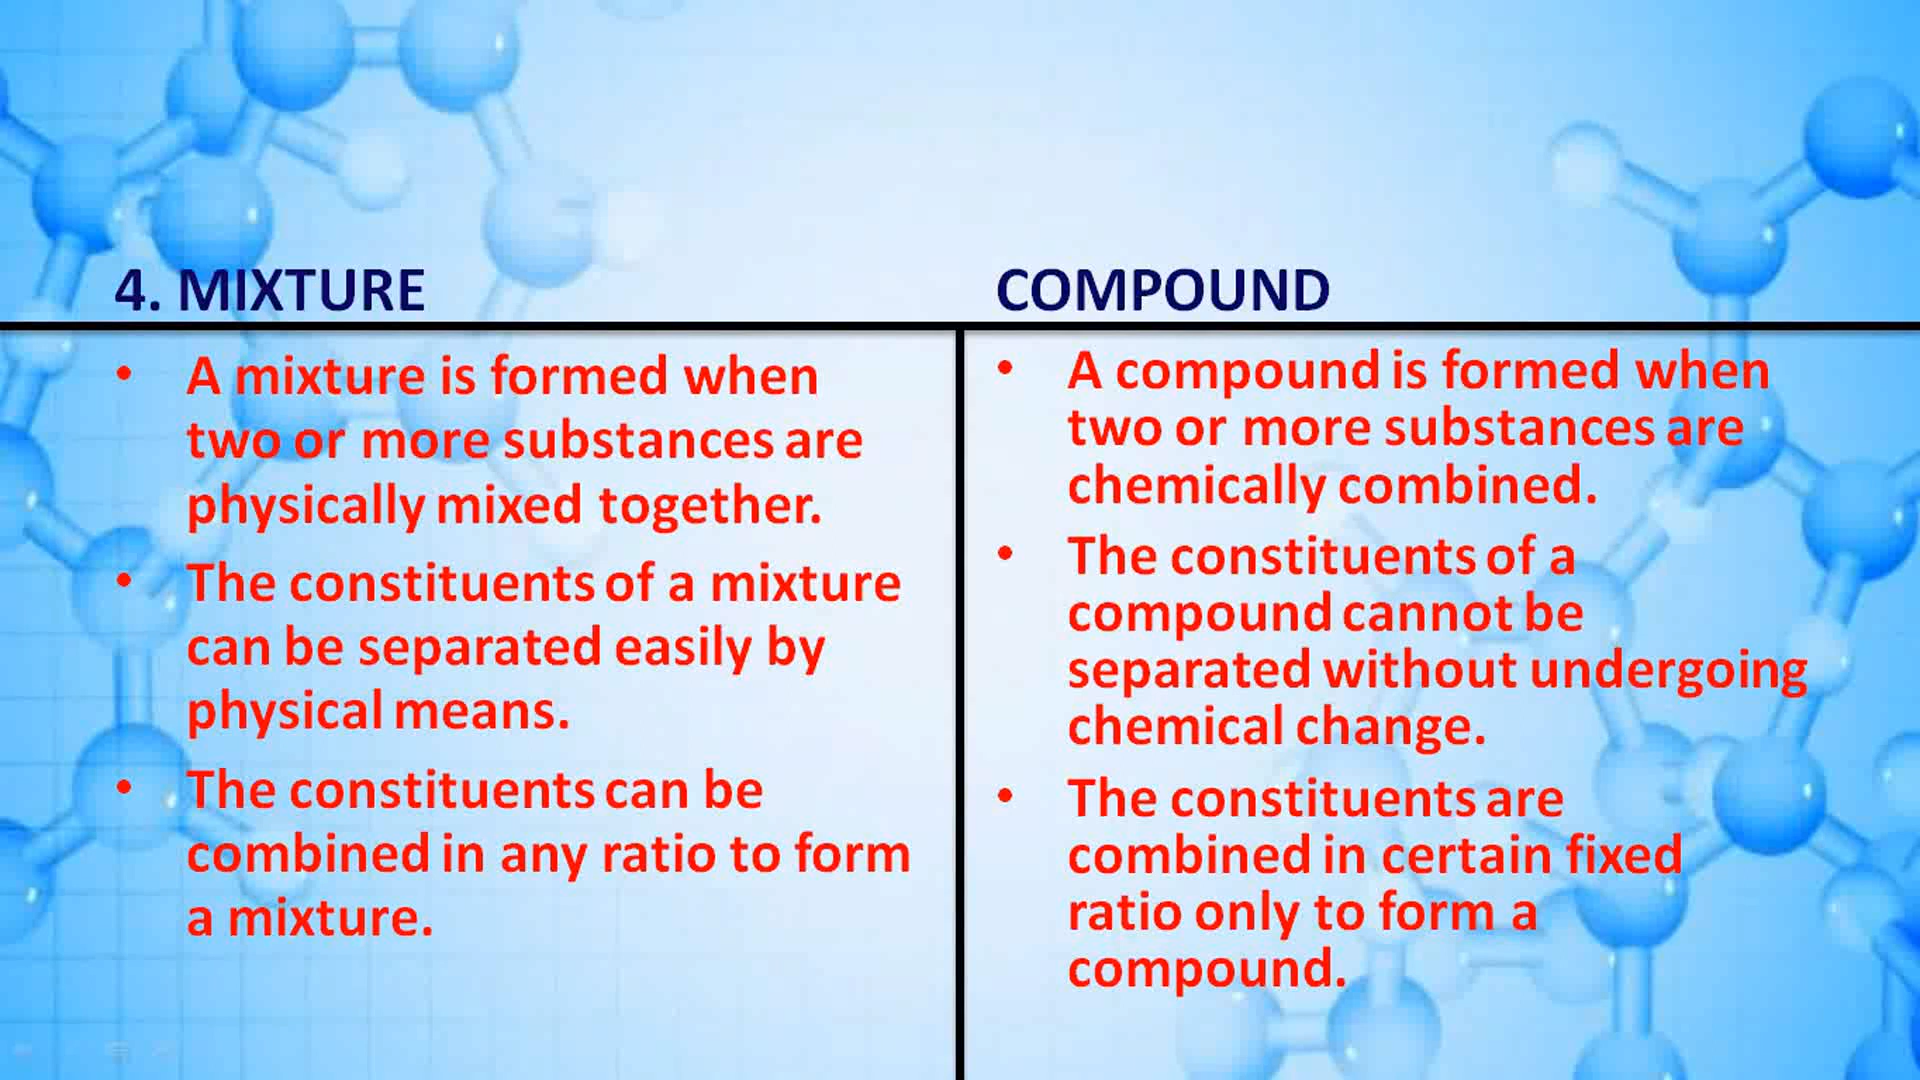 4. MIXTURE
• A mixture is formed when
two or more substances are
physically mixed together.
• The constituents of a mixture
can be separated easily by
physical means.
• The constituents can be
combined in any ratio to form
a mixture.
COMPOUND
• A compound is formed when
two or more substances are
chemically combined.
• The constituents of a
compound cannot be
separated without undergoing
chemical change.
• The constituents are
combined in certain fixed
ratio only to form a
compound.